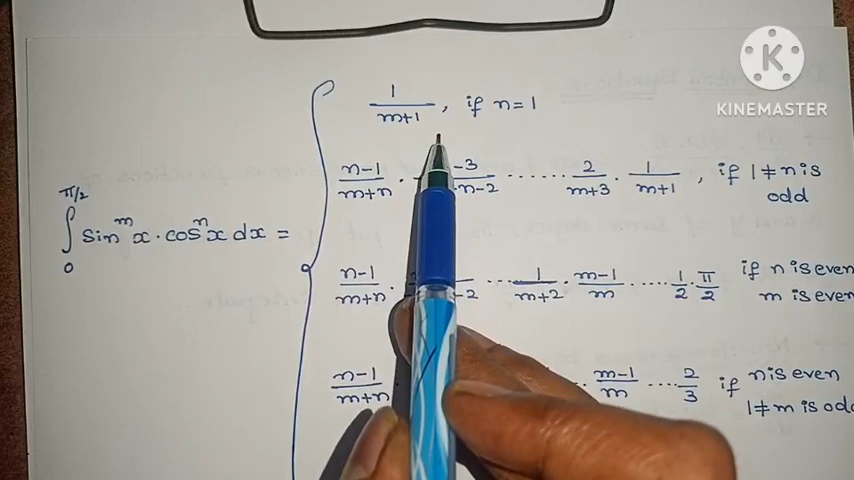 KINEMASTER
1/(m+1), if n=1
(n-1)/(m+n) · -3/ -n-2 ...... 2/(m+3) · 1/(m+1), if 1≠n is odd
π/2 ∫ 0 sin^m x · cos^n x dx =
(n-1)/(m+n) · -2 ... 1/(m+2) · (m-1)/m ..... 1/2 · π/2 if n is even m is even
(n-1)/(m+n) · (m-1)/m .... 2/3 if n is even 1≠m is odd